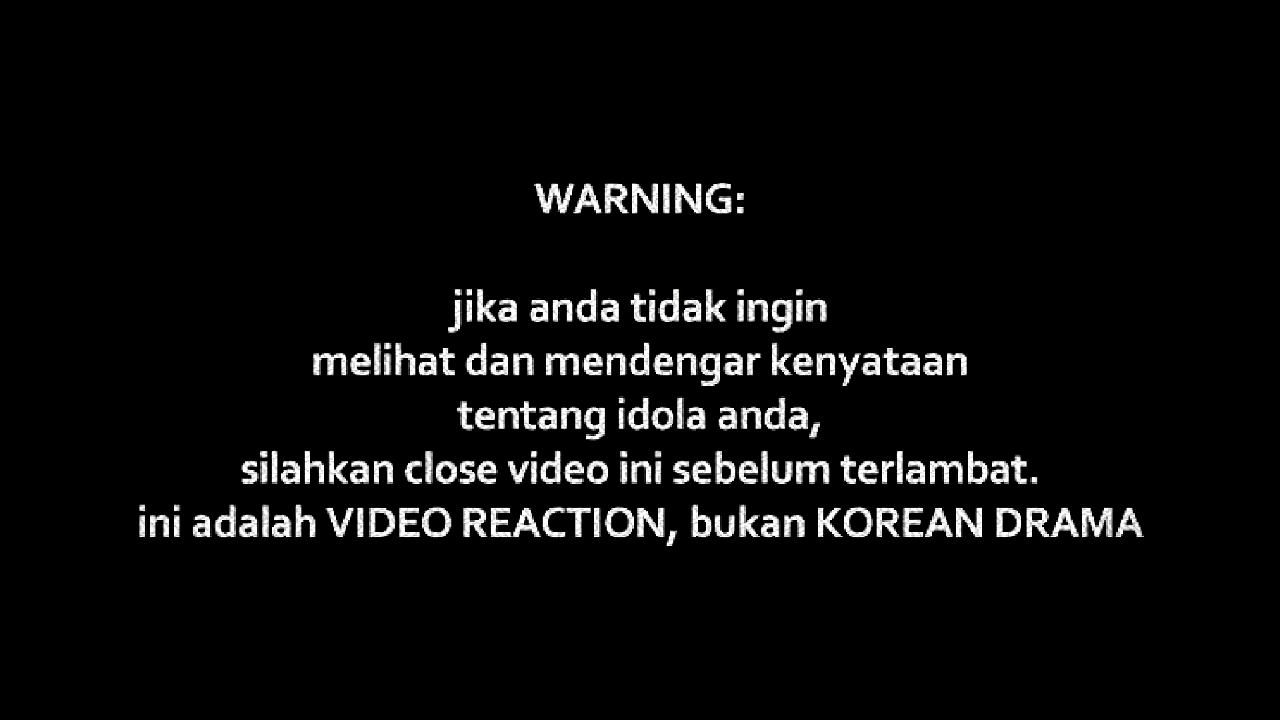 WARNING:
jika anda tidak ingin
melihat dan mendengar kenyataan
tentang idola anda,
silahkan close video ini sebelum terlambat.
ini adalah VIDEO REACTION, bukan KOREAN DRAMA